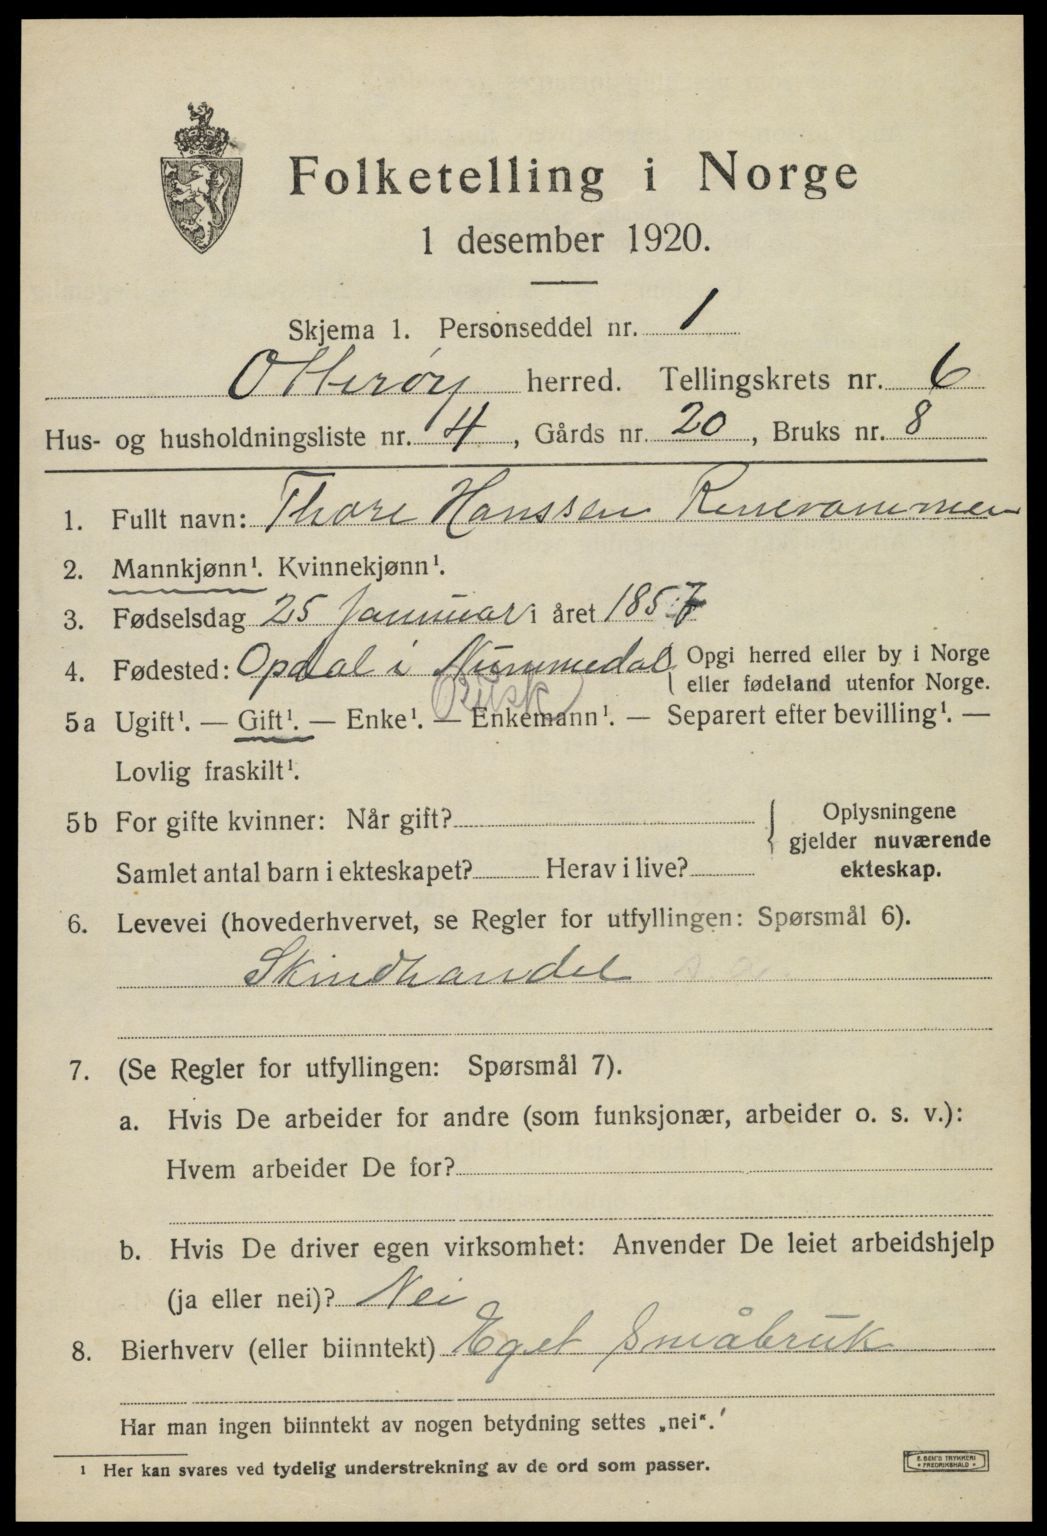 Folketelling i Norge
1 desember 1920.
Skjema 1. Personseddel nr. 1
Otterøy herred. Tellingskrets nr. 6
Hus- og husholdningsliste nr. 4, Gårds nr. 20, Bruks nr. 8
1. Fullt navn: Thore Hanssen
2. Mannkjønn¹. Kvinnekjønn¹.
3. Fødselsdag 25 Januar i året 1857
4. Fødested: Opdal i Nummedal { Opgi herred eller by i Norge
eller fødeland utenfor Norge.
Busk
5a Ugift¹. — Gift¹. — Enke¹. — Enkemann¹. — Separert efter bevilling¹. —
Lovlig fraskilt¹.
5b For gifte kvinner: Når gift? } Oplysningene
gjelder nuværende
Samlet antal barn i ekteskapet? Herav i live? ekteskap.
6. Levevei (hovederhvervet, se Regler for utfyllingen: Spørsmål 6).
Skindhandel
7. (Se Regler for utfyllingen: Spørsmål 7).
a. Hvis De arbeider for andre (som funksjonær, arbeider o. s. v.):
Hvem arbeider De for?
b. Hvis De driver egen virksomhet: Anvender De leiet arbeidshjelp
(ja eller nei)? Nei
8. Bierhverv (eller biinntekt) Eget Småbruk
Har man ingen biinntekt av nogen betydning settes „nei“.
¹ Her kan svares ved tydelig understrekning av de ord som passer.
E. SEM'S TRYKKERI
• FREDRIKSHALD •